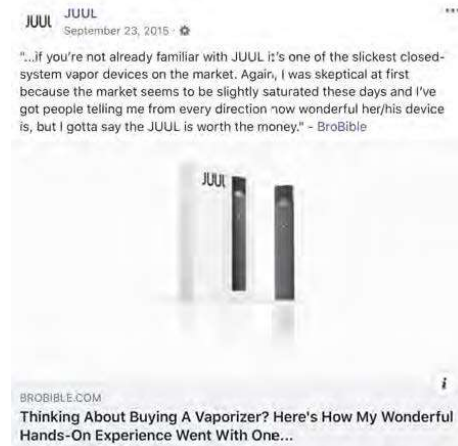 JUUL
JUUL
September 23, 2015 ·
"...if you're not already familiar with JUUL it's one of the slickest closed-
system vapor devices on the market. Again, I was skeptical at first
because the market seems to be slightly saturated these days and I've
got people telling me from every direction how wonderful her/his device
is, but I gotta say the JUUL is worth the money." - BroBible
JUUL
i
BROBIBLE.COM
Thinking About Buying A Vaporizer? Here's How My Wonderful
Hands-On Experience Went With One...